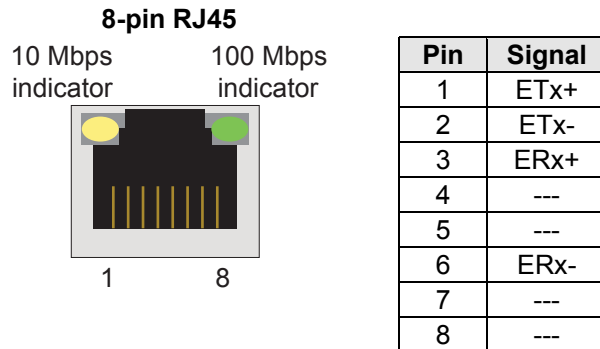 8-pin RJ45
10 Mbps
indicator
100 Mbps
indicator
1 8
Pin Signal
1 ETx+
2 ETx-
3 ERx+
4 ---
5 ---
6 ERx-
7 ---
8 ---